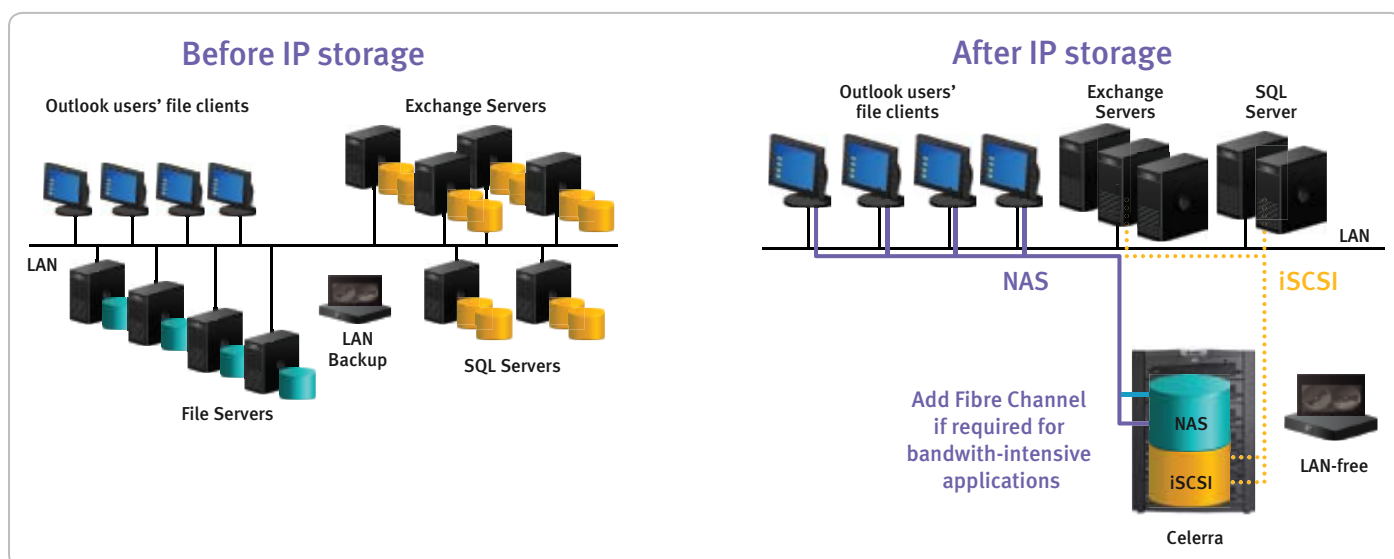 Before IP storage
Outlook users’ file clients
Exchange Servers
LAN
LAN
Backup
File Servers
SQL Servers
After IP storage
Outlook users’
file clients
Exchange
Servers
SQL
Server
LAN
NAS
iSCSI
Add Fibre Channel
if required for
bandwith-intensive
applications
NAS
iSCSI
LAN-free
Celerra